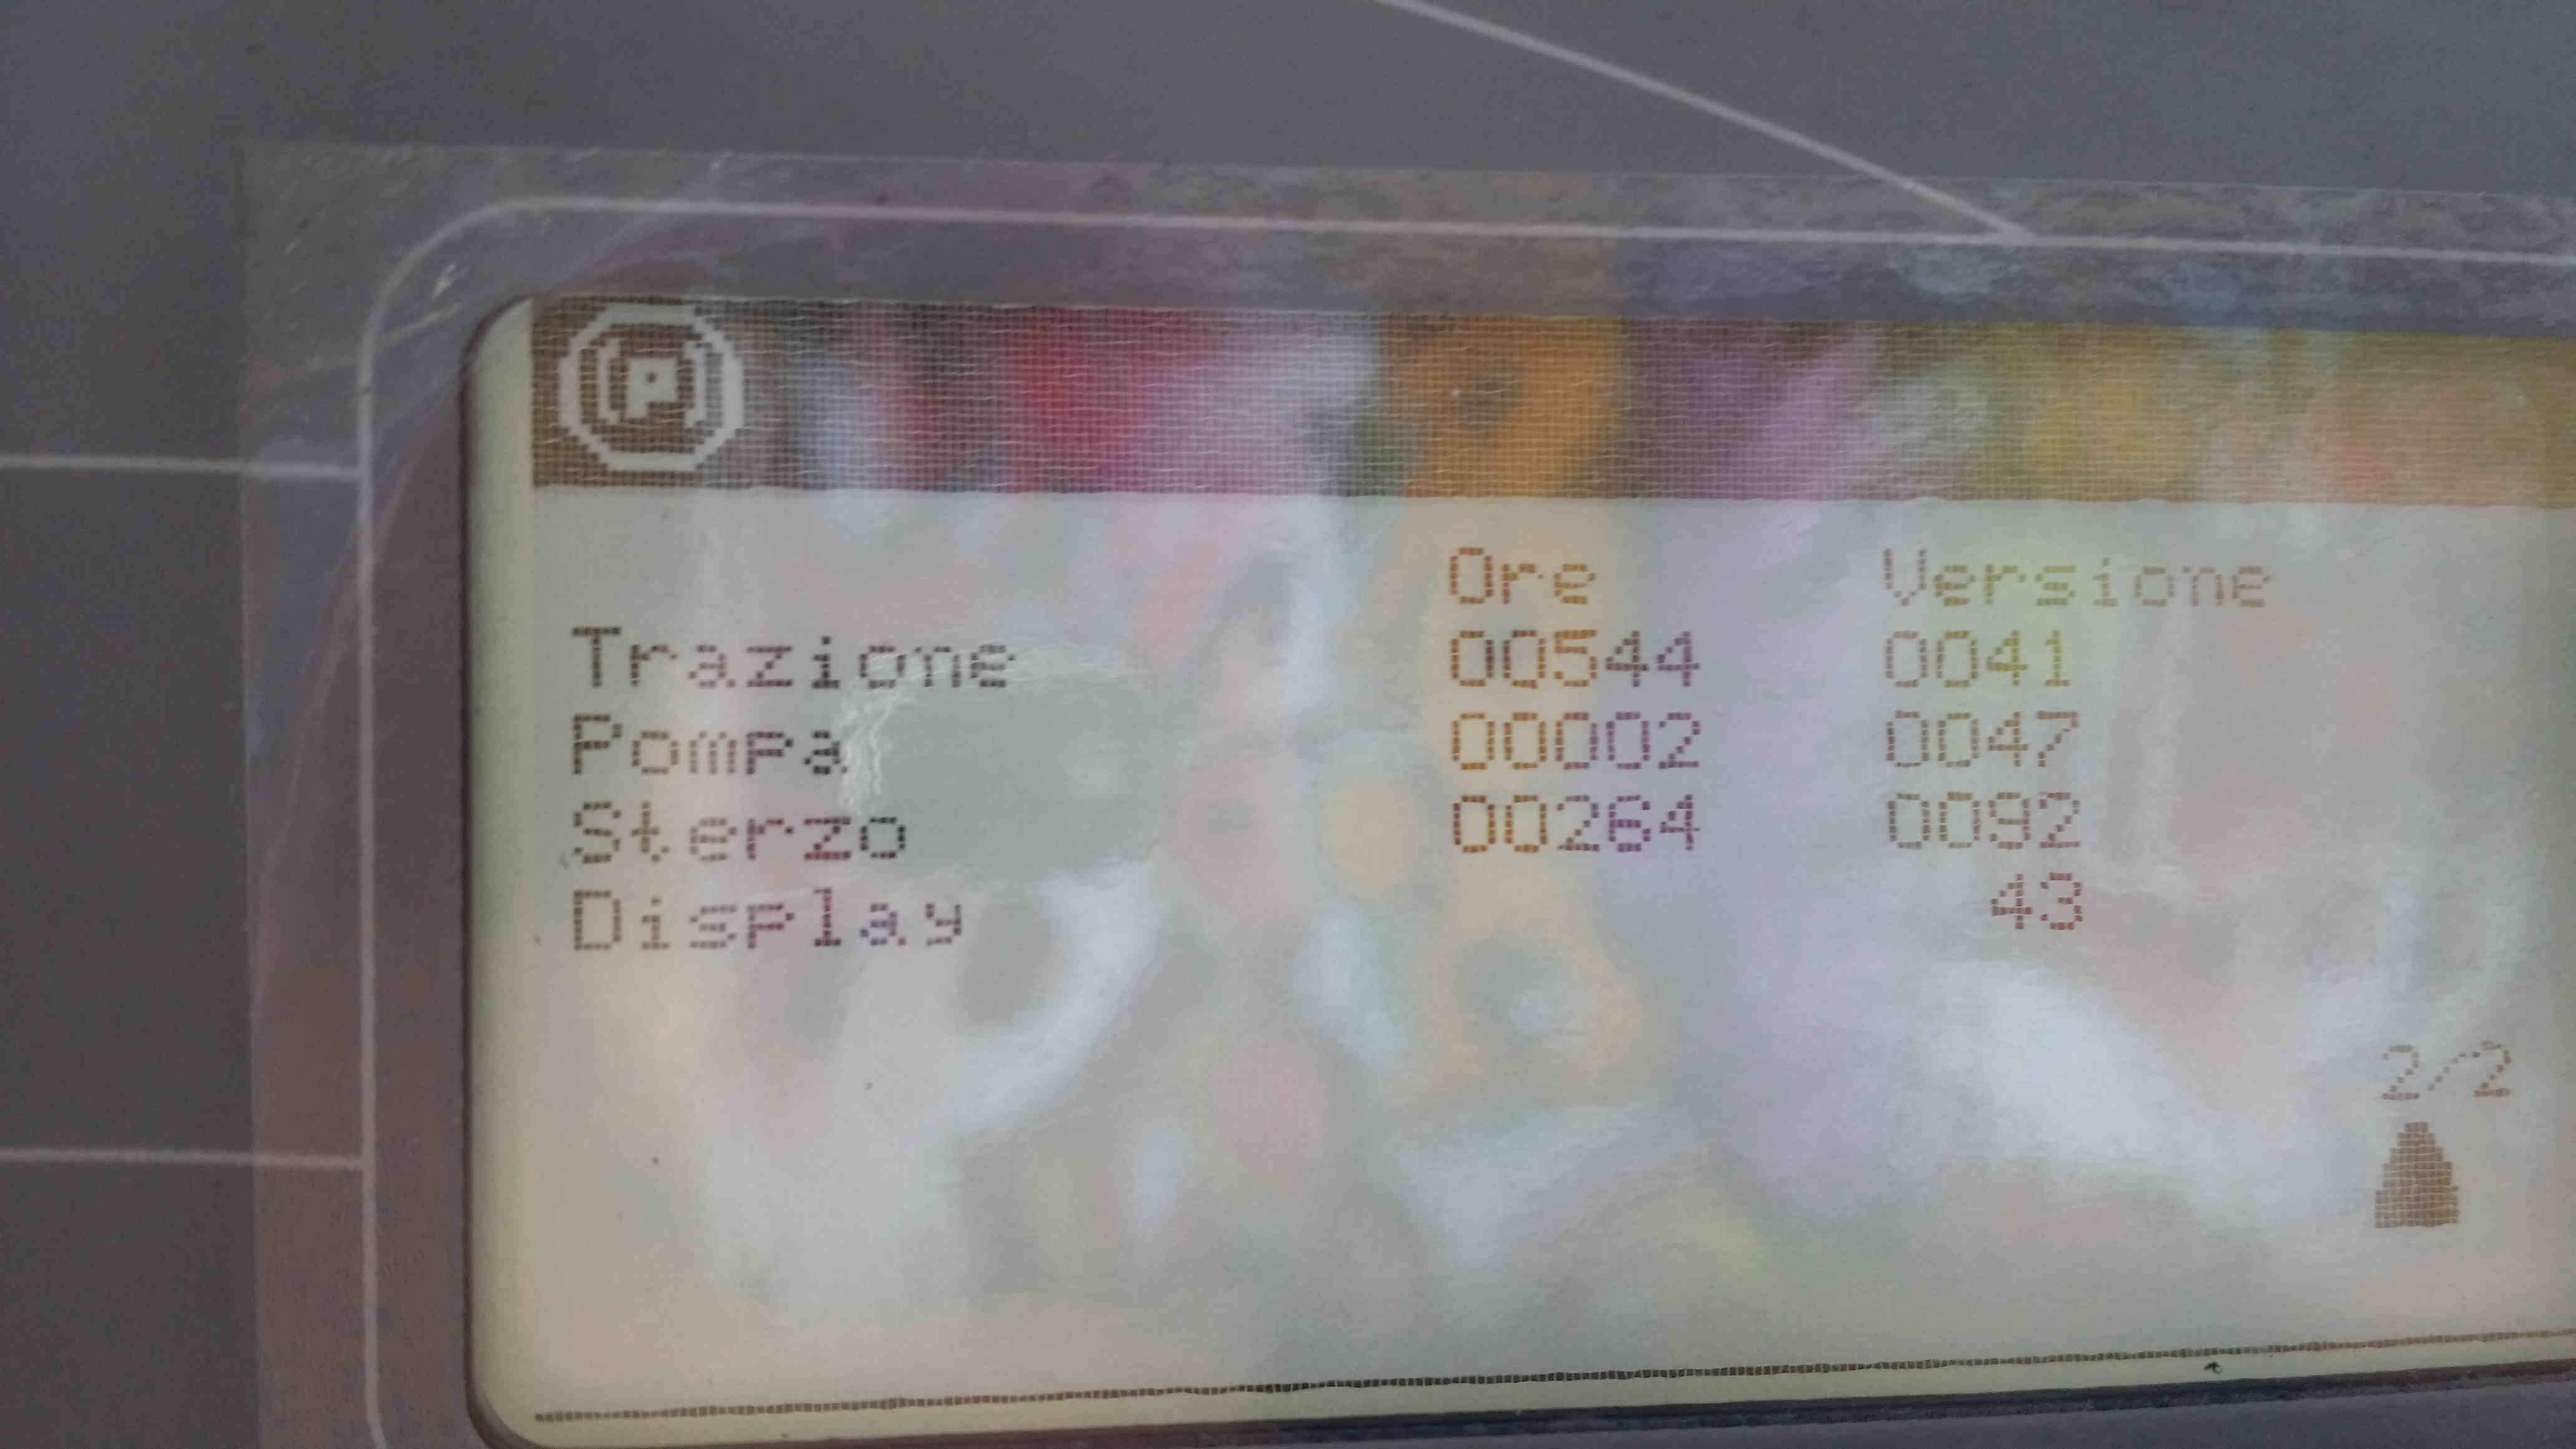 P
Ore Versione
Trazione 00544 0041
Pompa 00002 0047
Sterzo 00264 0092
Display 43
2/2